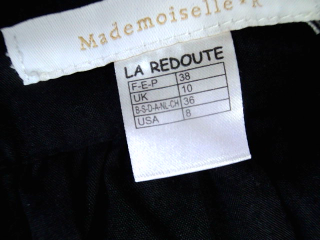 Mademoiselle ★ R
LA REDOUTE
F-E-P 38
UK 10
B-S-D-A-NL-CH 36
USA 8